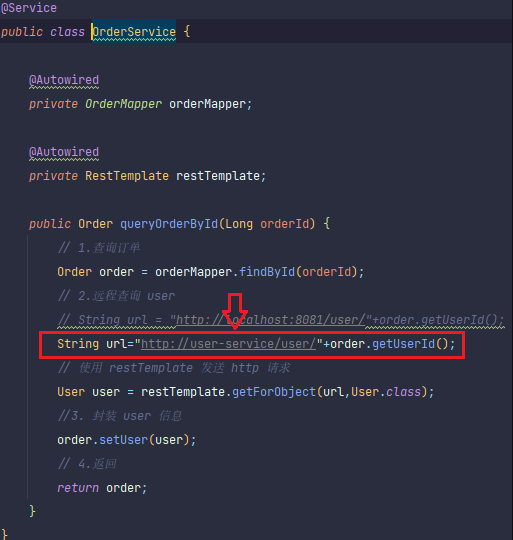 @Service
public class OrderService {
@Autowired
private OrderMapper orderMapper;
@Autowired
private RestTemplate restTemplate;
public Order queryOrderById(Long orderId) {
// 1.查询订单
Order order = orderMapper.findById(orderId);
// 2.远程查询 user
// String url = "http://localhost:8081/user/"+order.getUserId();
String url="http://user-service/user/"+order.getUserId();
// 使用 restTemplate 发送 http 请求
User user = restTemplate.getForObject(url,User.class);
//3. 封装 user 信息
order.setUser(user);
// 4.返回
return order;
}
}